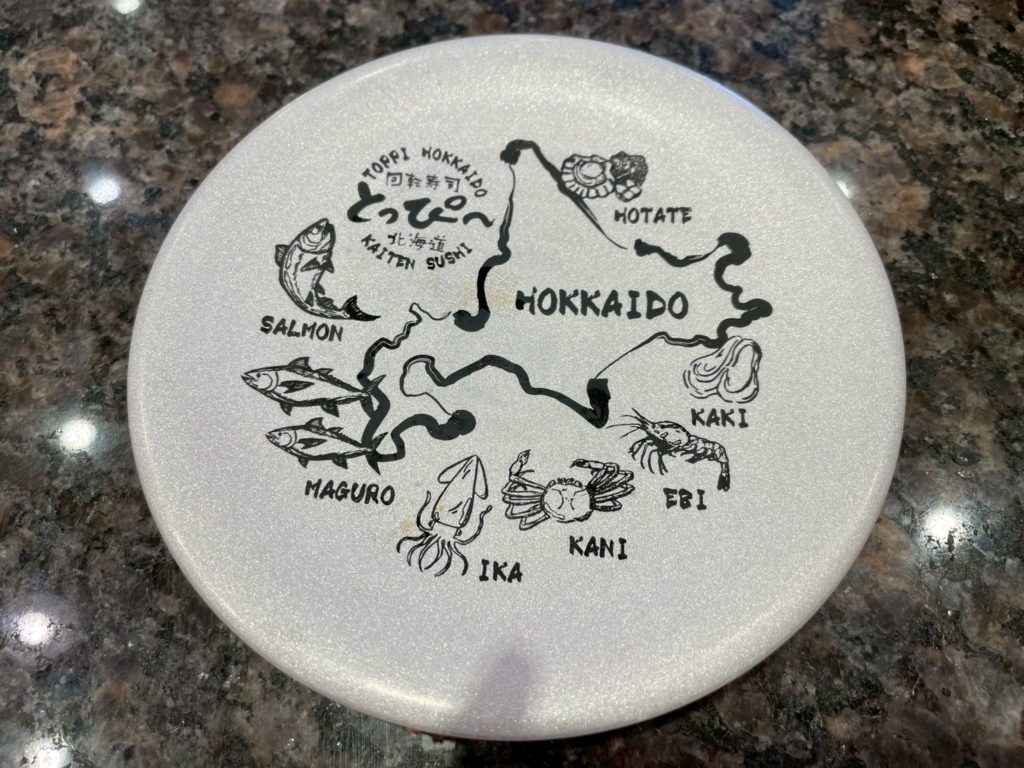 TOPPI HOKKAIDO
回転寿司
とっぴ〜
北海道
KAITEN SUSHI
HOTATE
HOKKAIDO
SALMON
KAKI
MAGURO
EBI
KANI
IKA